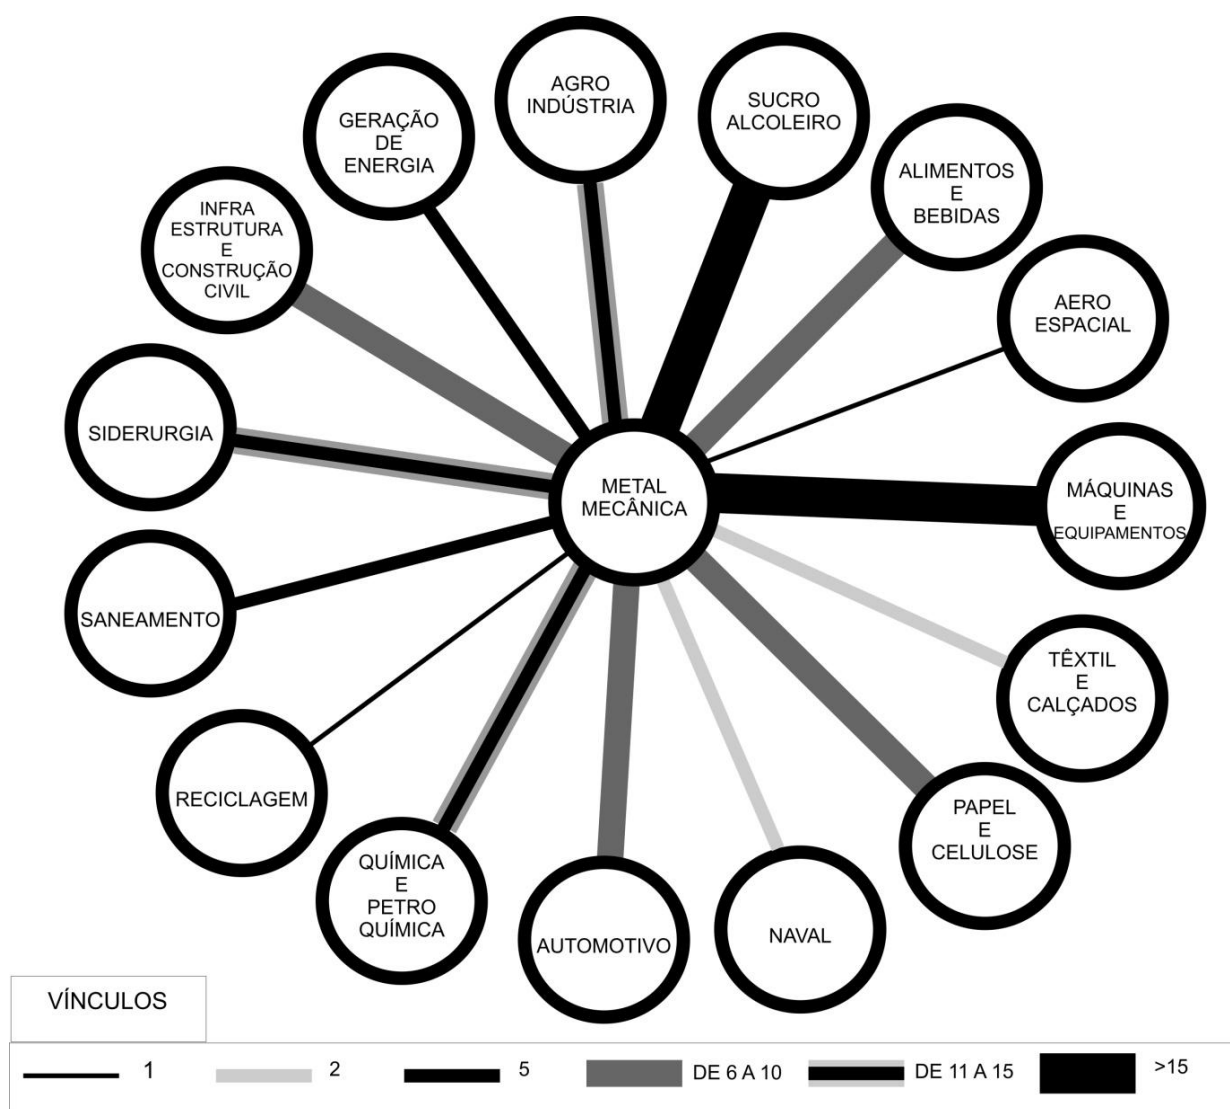 AGRO
INDÚSTRIA
SUCRO
ALCOLEIRO
GERAÇÃO
DE
ENERGIA
ALIMENTOS
E
BEBIDAS
INFRA
ESTRUTURA
E
CONSTRUÇÃO
CIVIL
AERO
ESPACIAL
SIDERURGIA
METAL
MECÂNICA
MÁQUINAS
E
EQUIPAMENTOS
SANEAMENTO
TÊXTIL
E
CALÇADOS
RECICLAGEM
PAPEL
E
CELULOSE
QUÍMICA
E
PETRO
QUÍMICA
AUTOMOTIVO
NAVAL
VÍNCULOS
1 2 5 DE 6 A 10 DE 11 A 15 >15